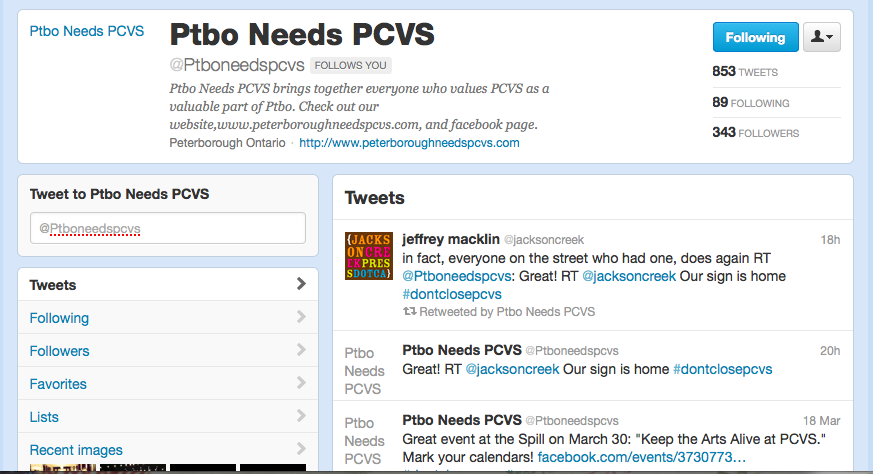 Ptbo Needs PCVS
Ptbo Needs PCVS
@Ptboneedspcvs FOLLOWS YOU
Ptbo Needs PCVS brings together everyone who values PCVS as a
valuable part of Ptbo. Check out our
website,www.peterboroughneedspcvs.com, and facebook page.
Peterborough Ontario · http://www.peterboroughneedspcvs.com
Following
853 TWEETS
89 FOLLOWING
343 FOLLOWERS
Tweet to Ptbo Needs PCVS
@Ptboneedspcvs
Tweets
Following
Followers
Favorites
Lists
Recent images
Tweets
{JACKS
ONCRE
EKPRES
SDOTCA}
jeffrey macklin @jacksoncreek 18h
in fact, everyone on the street who had one, does again RT
@Ptboneedspcvs: Great! RT @jacksoncreek Our sign is home
#dontclosepcvs
Retweeted by Ptbo Needs PCVS
Ptbo
Needs
PCVS
Ptbo Needs PCVS @Ptboneedspcvs 20h
Great! RT @jacksoncreek Our sign is home #dontclosepcvs
Ptbo
Needs
PCVS
Ptbo Needs PCVS @Ptboneedspcvs 18 Mar
Great event at the Spill on March 30: "Keep the Arts Alive at PCVS."
Mark your calendars! facebook.com/events/3730773…